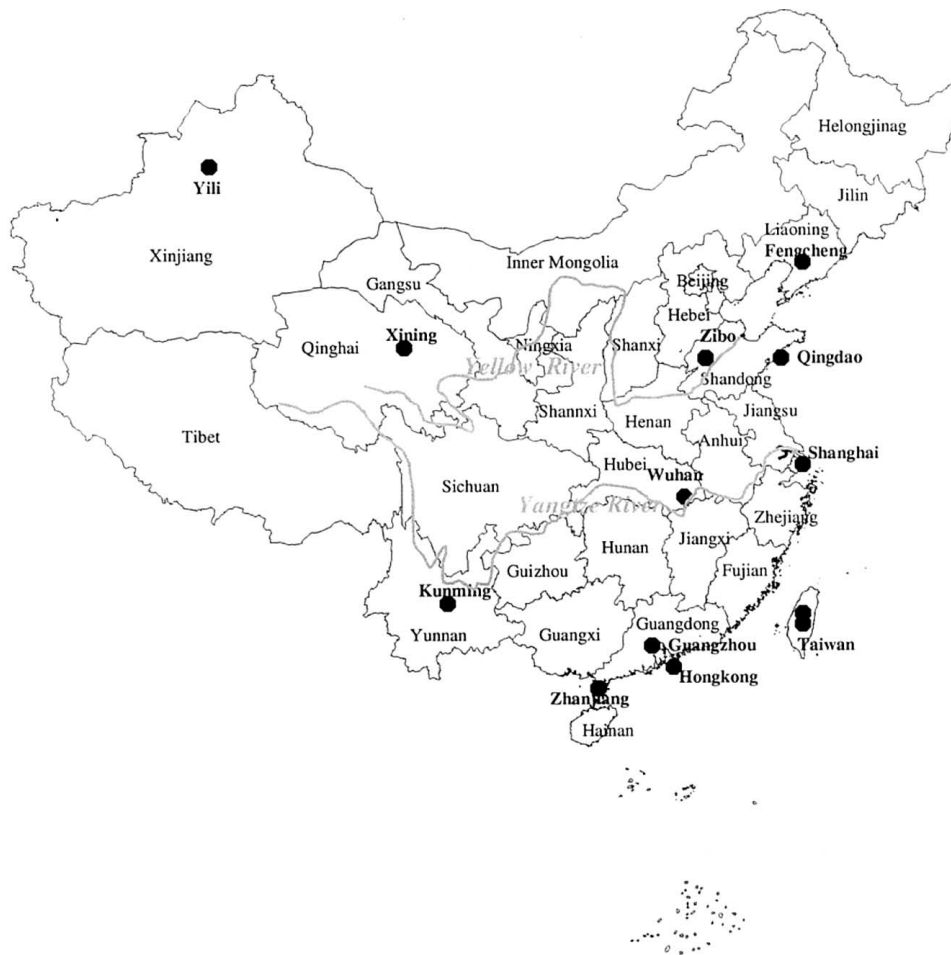 Helongjinag
Yili
Jilin
Liaoning
Xinjiang
Fengcheng
Inner Mongolia
Gangsu
Beijing
Hebei
Xining
Zibo
Qinghai
Ningxia
Shanxi
Qingdao
Yellow River
Shandong
Shannxi
Jiangsu
Henan
Tibet
Anhui
Shanghai
Hubei
Wuhan
Sichuan
Yangtze River
Zhejiang
Hunan
Jiangxi
Guizhou
Fujian
Kunming
Guangdong
Yunnan
Guangxi
Guangzhou
Taiwan
Hongkong
Zhanjiang
Hainan